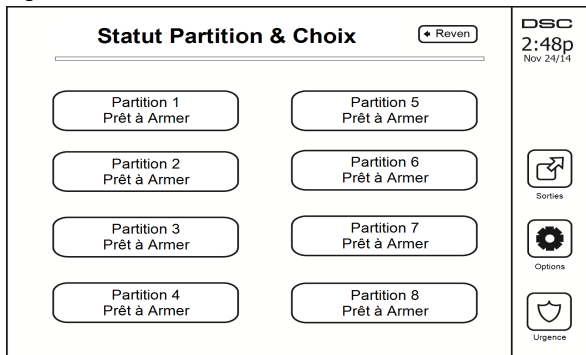 Statut Partition & Choix
Reven
Partition 1
Prêt à Armer
Partition 2
Prêt à Armer
Partition 3
Prêt à Armer
Partition 4
Prêt à Armer
Partition 5
Prêt à Armer
Partition 6
Prêt à Armer
Partition 7
Prêt à Armer
Partition 8
Prêt à Armer
DSC
2:48p
Nov 24/14
Sorties
Options
Urgence